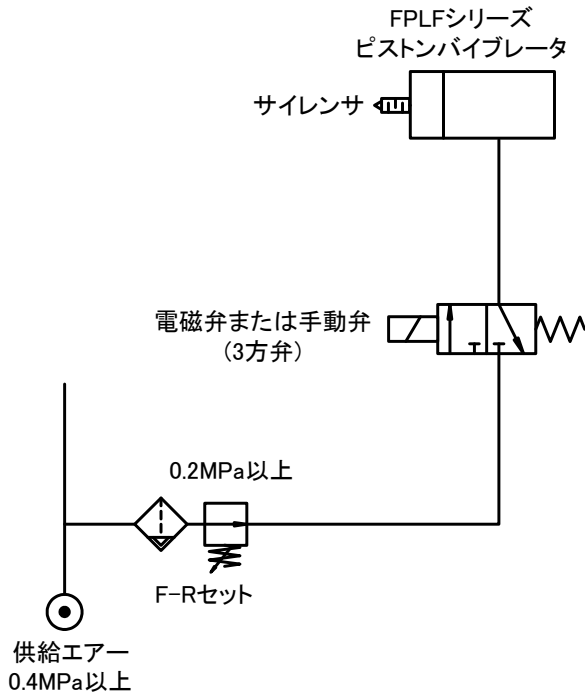 FPLFシリーズ
ピストンバイブレータ
サイレンサ
電磁弁または手動弁
（3方弁）
0.2MPa以上
F-Rセット
供給エアー
0.4MPa以上